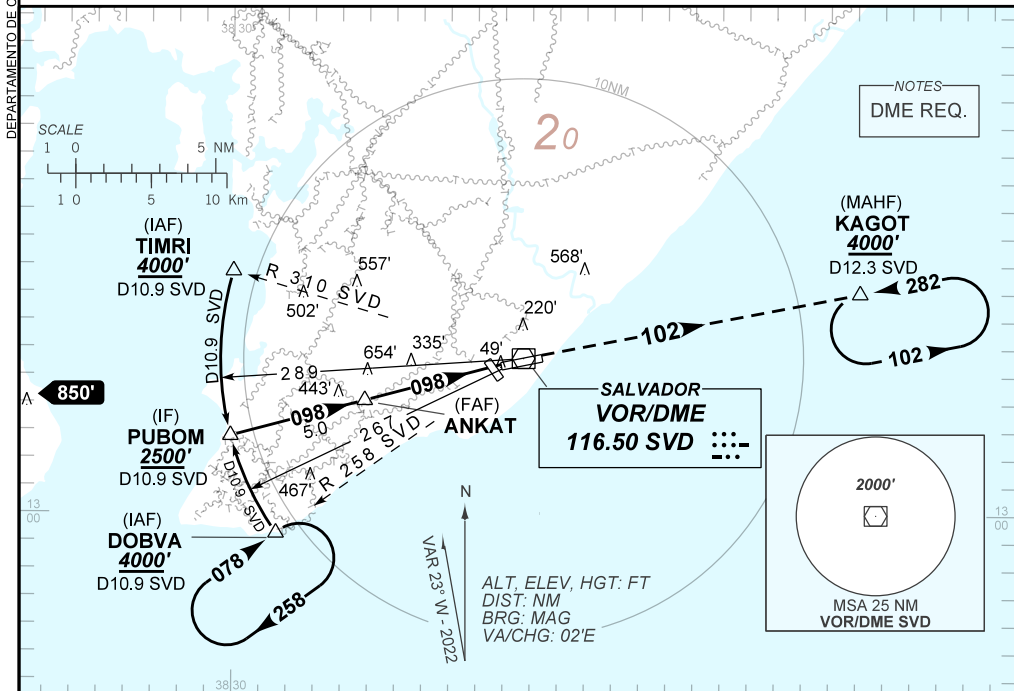 DEPARTAMENTO DE C
38 30
10NM
NOTES
DME REQ.
20
SCALE
1 0 5 NM
1 0 5 10 Km
(IAF)
TIMRI
4000'
D10.9 SVD
(MAHF)
KAGOT
4000'
D12.3 SVD
R 310 SVD
557'
502'
568'
220'
282
102
102
D10.9 SVD
335'
654'
49'
289
443'
850'
098
098
5.0
(FAF)
ANKAT
267
R 258 SVD
(IF)
PUBOM
2500'
D10.9 SVD
D10.9 SVD
467'
SALVADOR
VOR/DME
116.50 SVD
13
00
(IAF)
DOBVA
4000'
D10.9 SVD
078
258
N
VAR 23° W - 2022
ALT, ELEV, HGT: FT
DIST: NM
BRG: MAG
VA/CHG: 02'E
2000'
MSA 25 NM
VOR/DME SVD
13
00
38 30